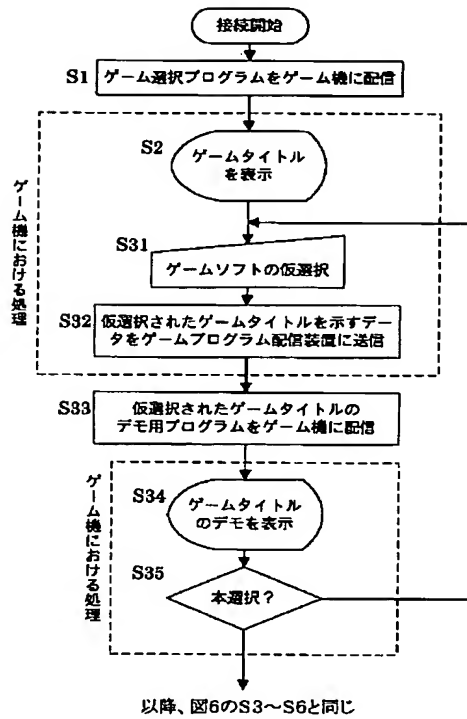 接続開始
S1
ゲーム選択プログラムをゲーム機に配信
S2
ゲームタイトル
を表示
ゲーム機における処理
S31
ゲームソフトの仮選択
S32
仮選択されたゲームタイトルを示すデー
タをゲームプログラム配信装置に送信
S33
仮選択されたゲームタイトルの
デモ用プログラムをゲーム機に配信
ゲーム機における処理
S34
ゲームタイトル
のデモを表示
S35
本選択？
以降、図6のS3～S6と同じ